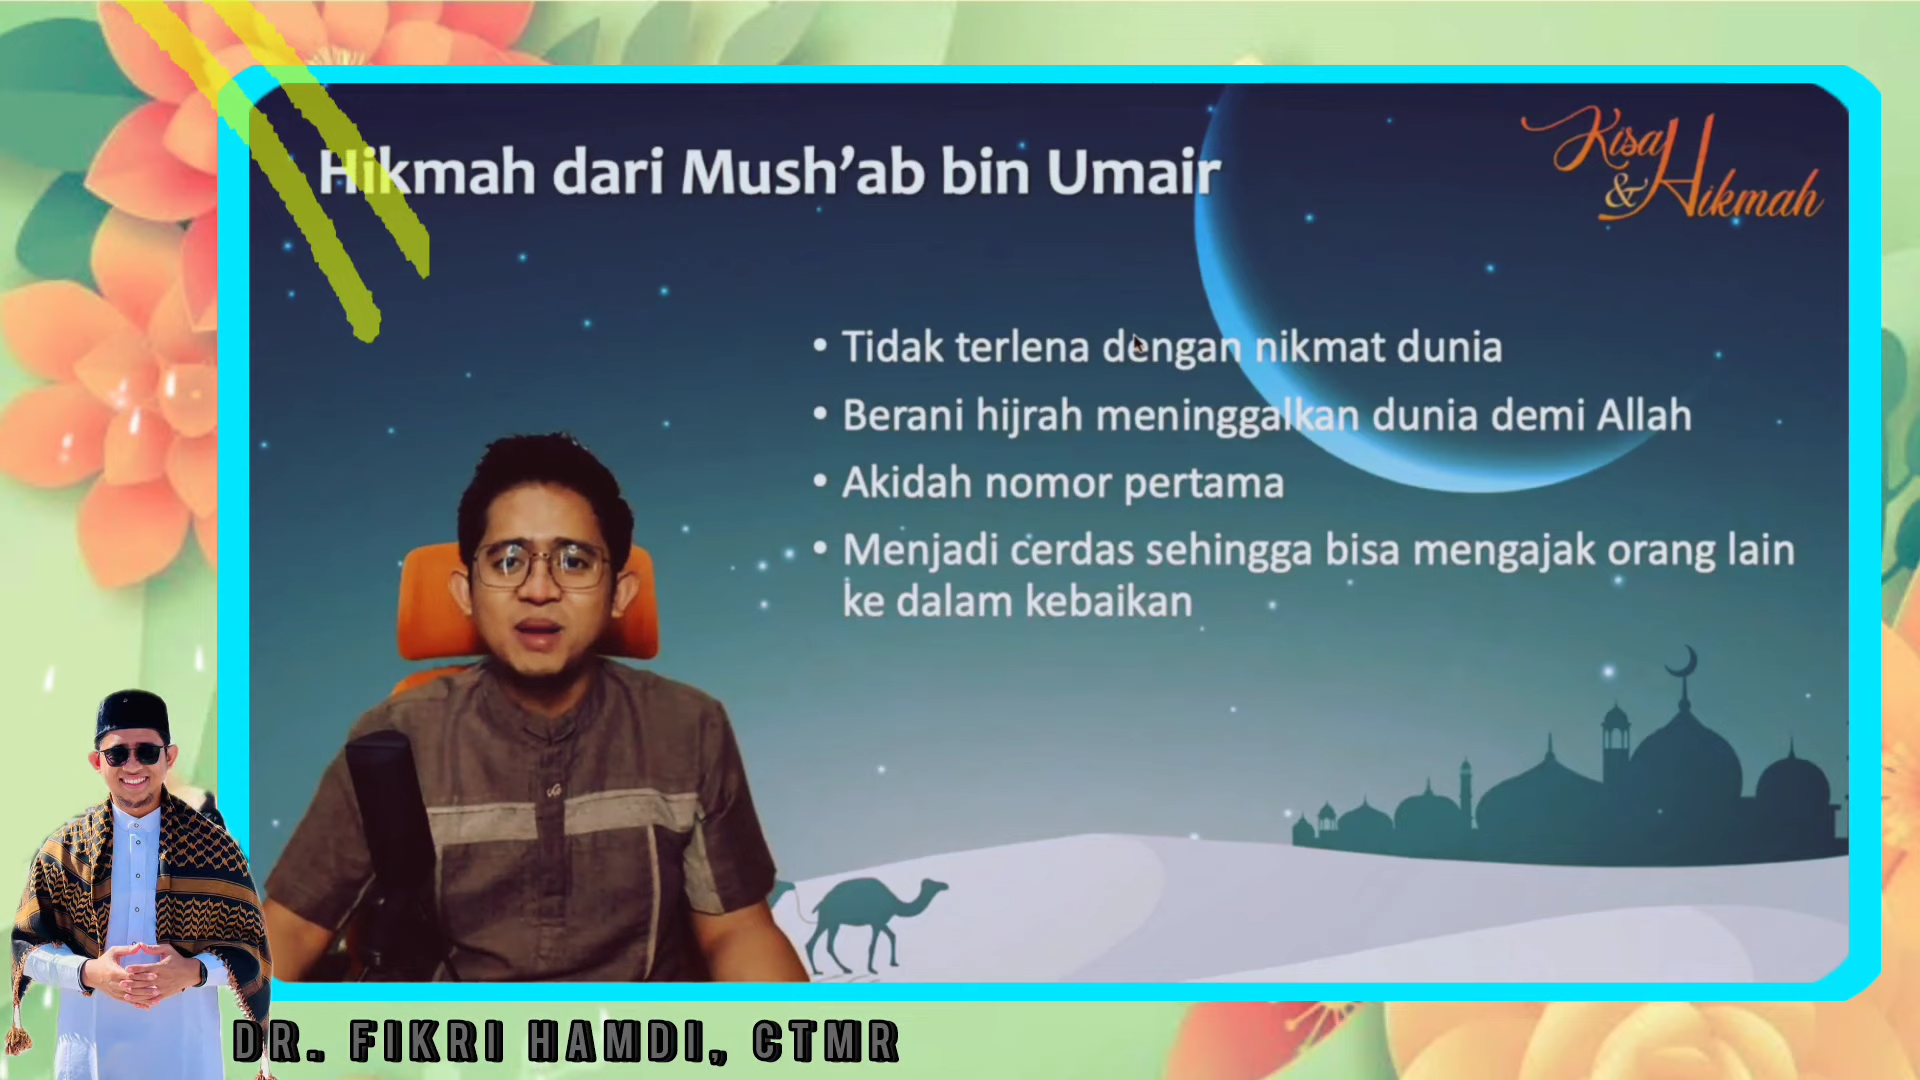 Hikmah dari Mush’ab bin Umair
Kisah
& Hikmah
• Tidak terlena dengan nikmat dunia
• Berani hijrah meninggalkan dunia demi Allah
• Akidah nomor pertama
• Menjadi cerdas sehingga bisa mengajak orang lain
ke dalam kebaikan
DR. FIKRI HAMDI, CTMR